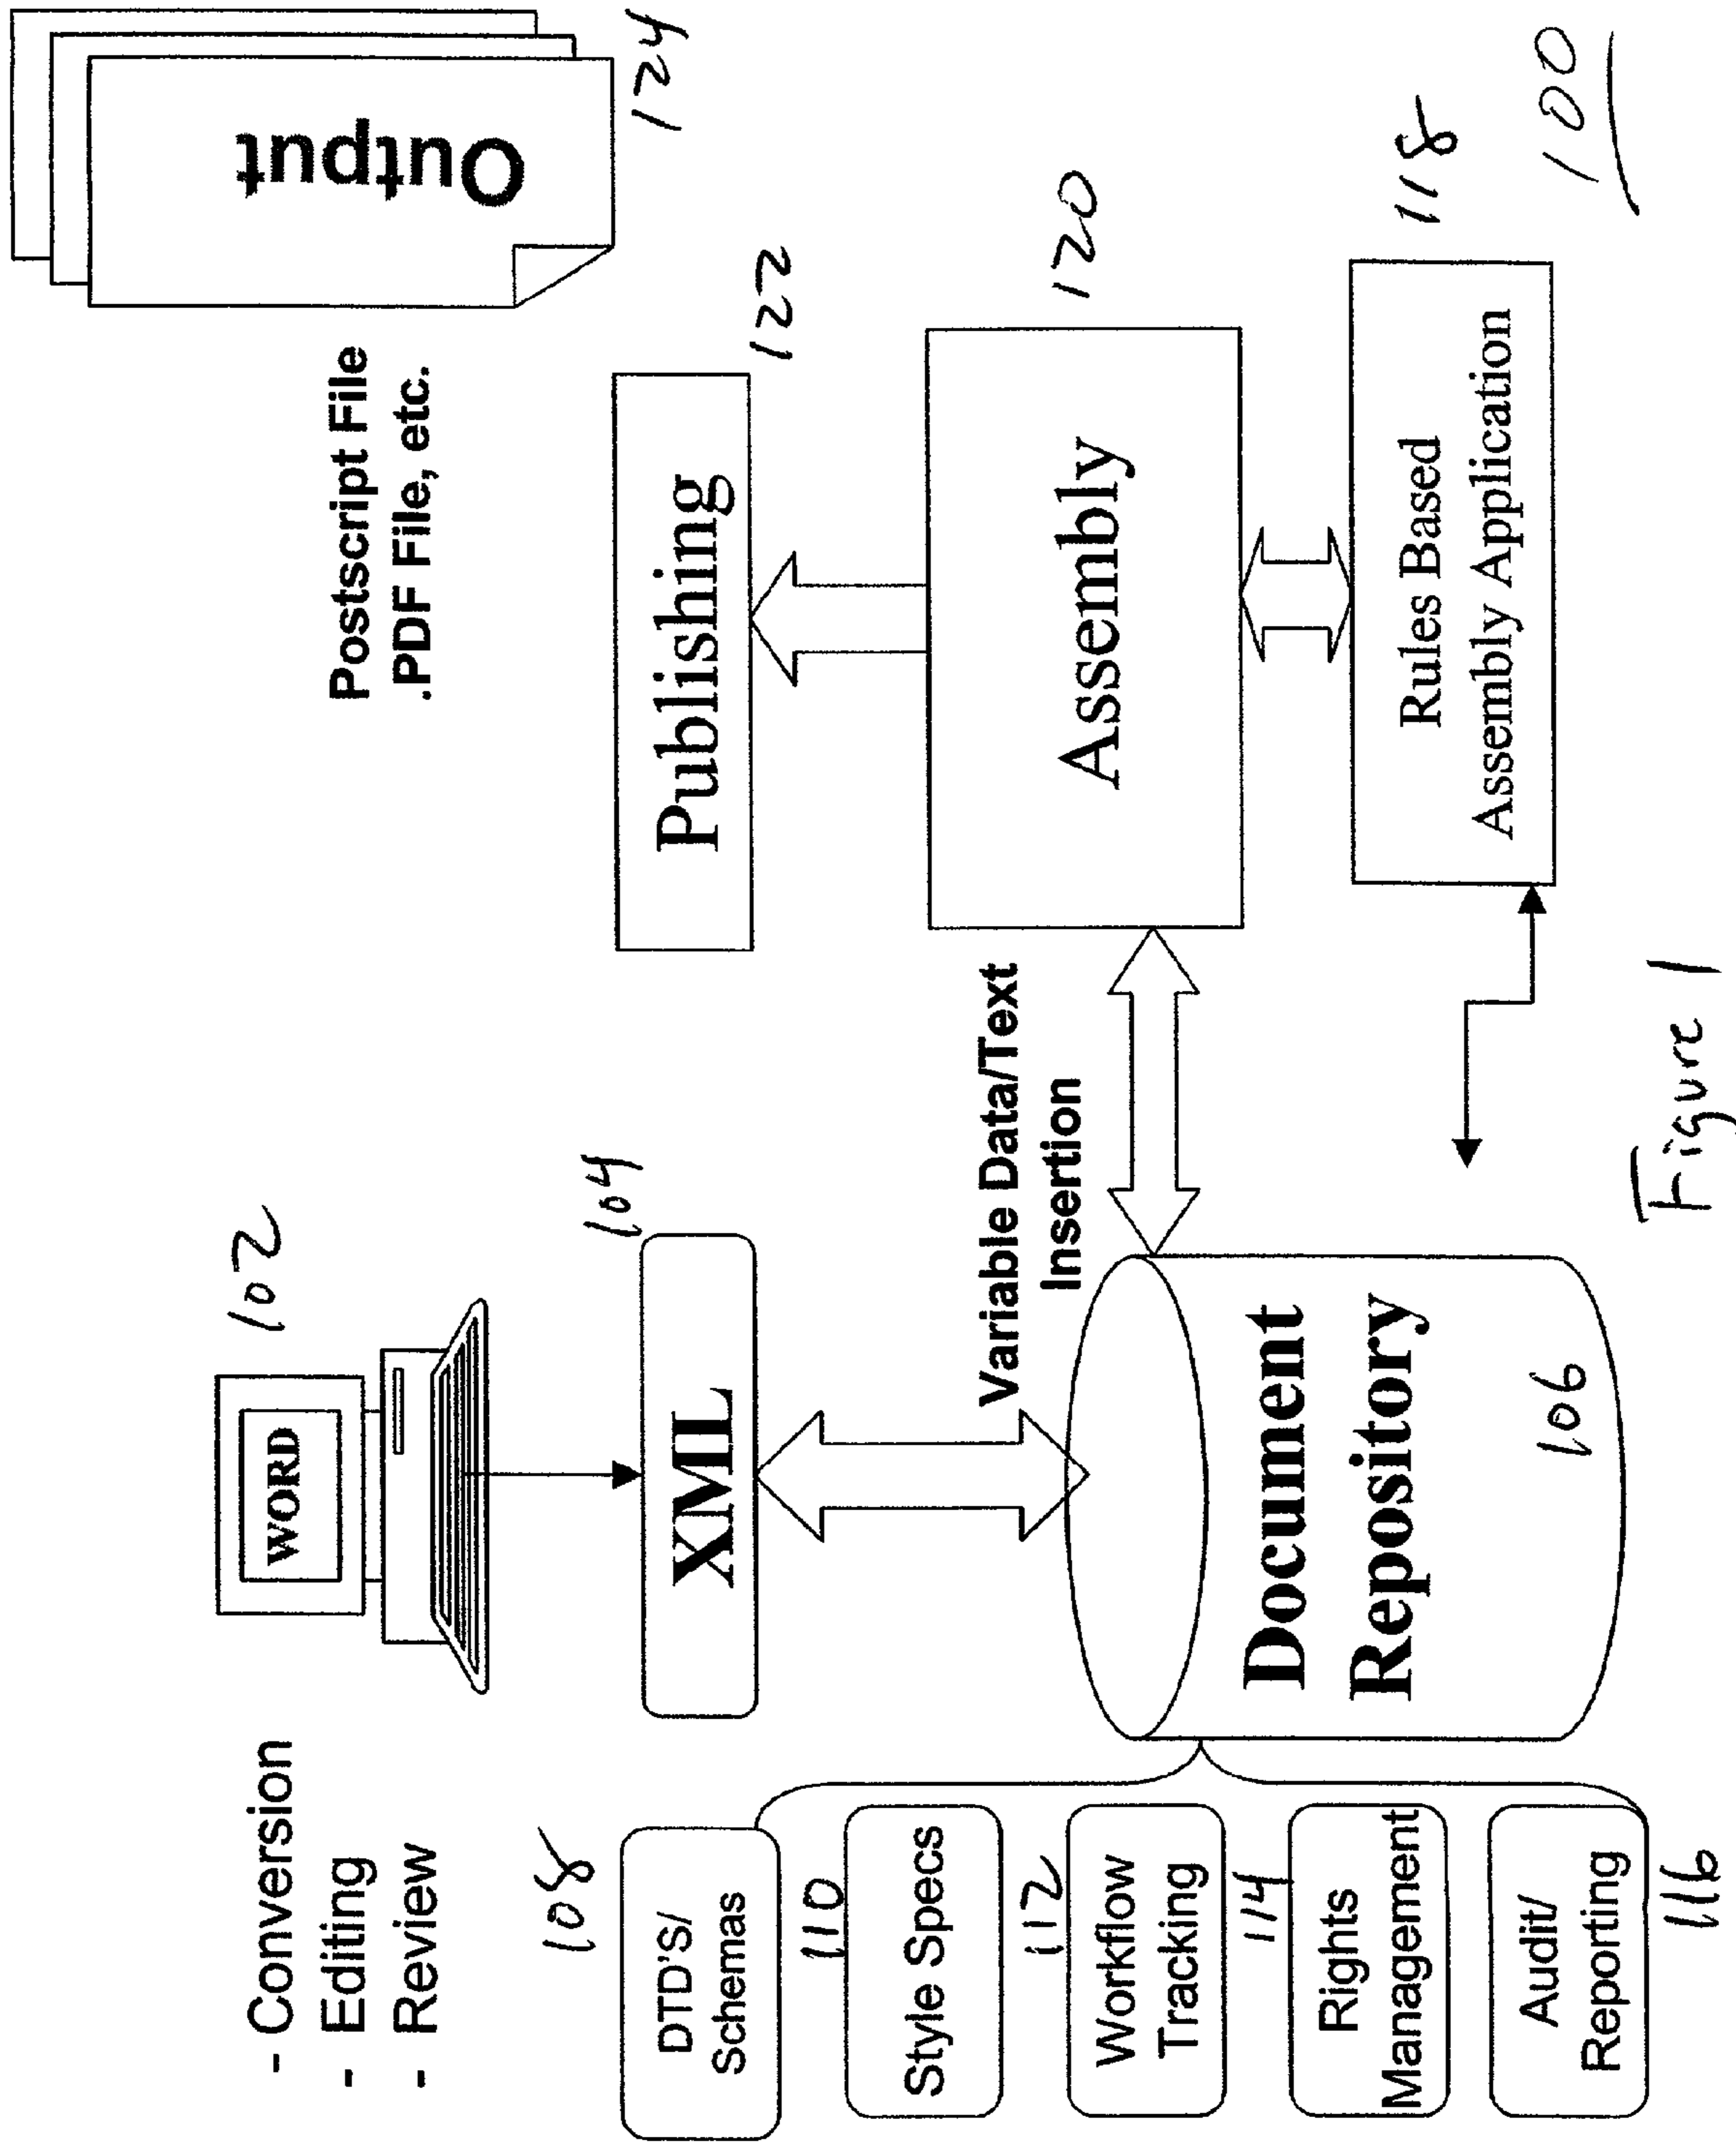 - Conversion
- Editing
- Review
WORD
102
Postscript File
.PDF File, etc.
Output
124
108
DTD'S/
Schemas
XML
104
Publishing
122
110
Style Specs
Variable Data/Text
Insertion
Assembly
120
112
Workflow
Tracking
Document
Repository
106
114
Rights
Management
Rules Based
Assembly Application
118
Audit/
Reporting
116
Figure 1
100